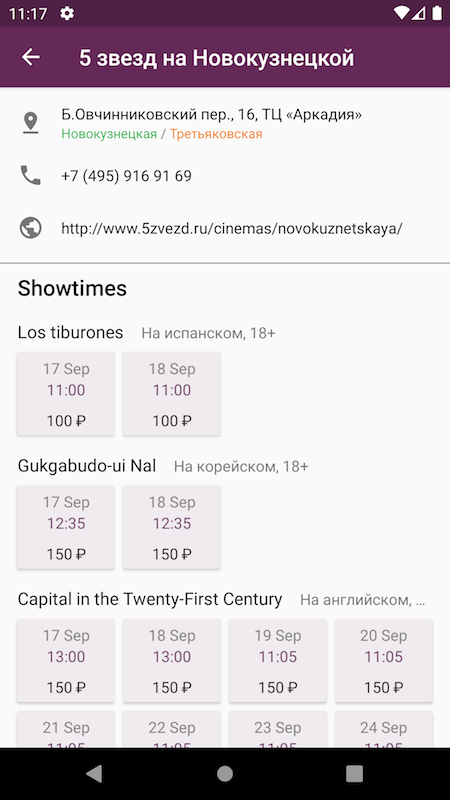 11:17
5 звезд на Новокузнецкой
Б.Овчинниковский пер., 16, ТЦ «Аркадия»
Новокузнецкая / Третьяковская
+7 (495) 916 91 69
http://www.5zvezd.ru/cinemas/novokuznetskaya/
Showtimes
Los tiburones На испанском, 18+
17 Sep 18 Sep
11:00 11:00
100 ₽ 100 ₽
Gukgabudo-ui Nal На корейском, 18+
17 Sep 18 Sep
12:35 12:35
150 ₽ 150 ₽
Capital in the Twenty-First Century На английском, …
17 Sep 18 Sep 19 Sep 20 Sep
13:00 13:00 11:05 11:05
150 ₽ 150 ₽ 150 ₽ 150 ₽
21 Sep 22 Sep 23 Sep 24 Sep